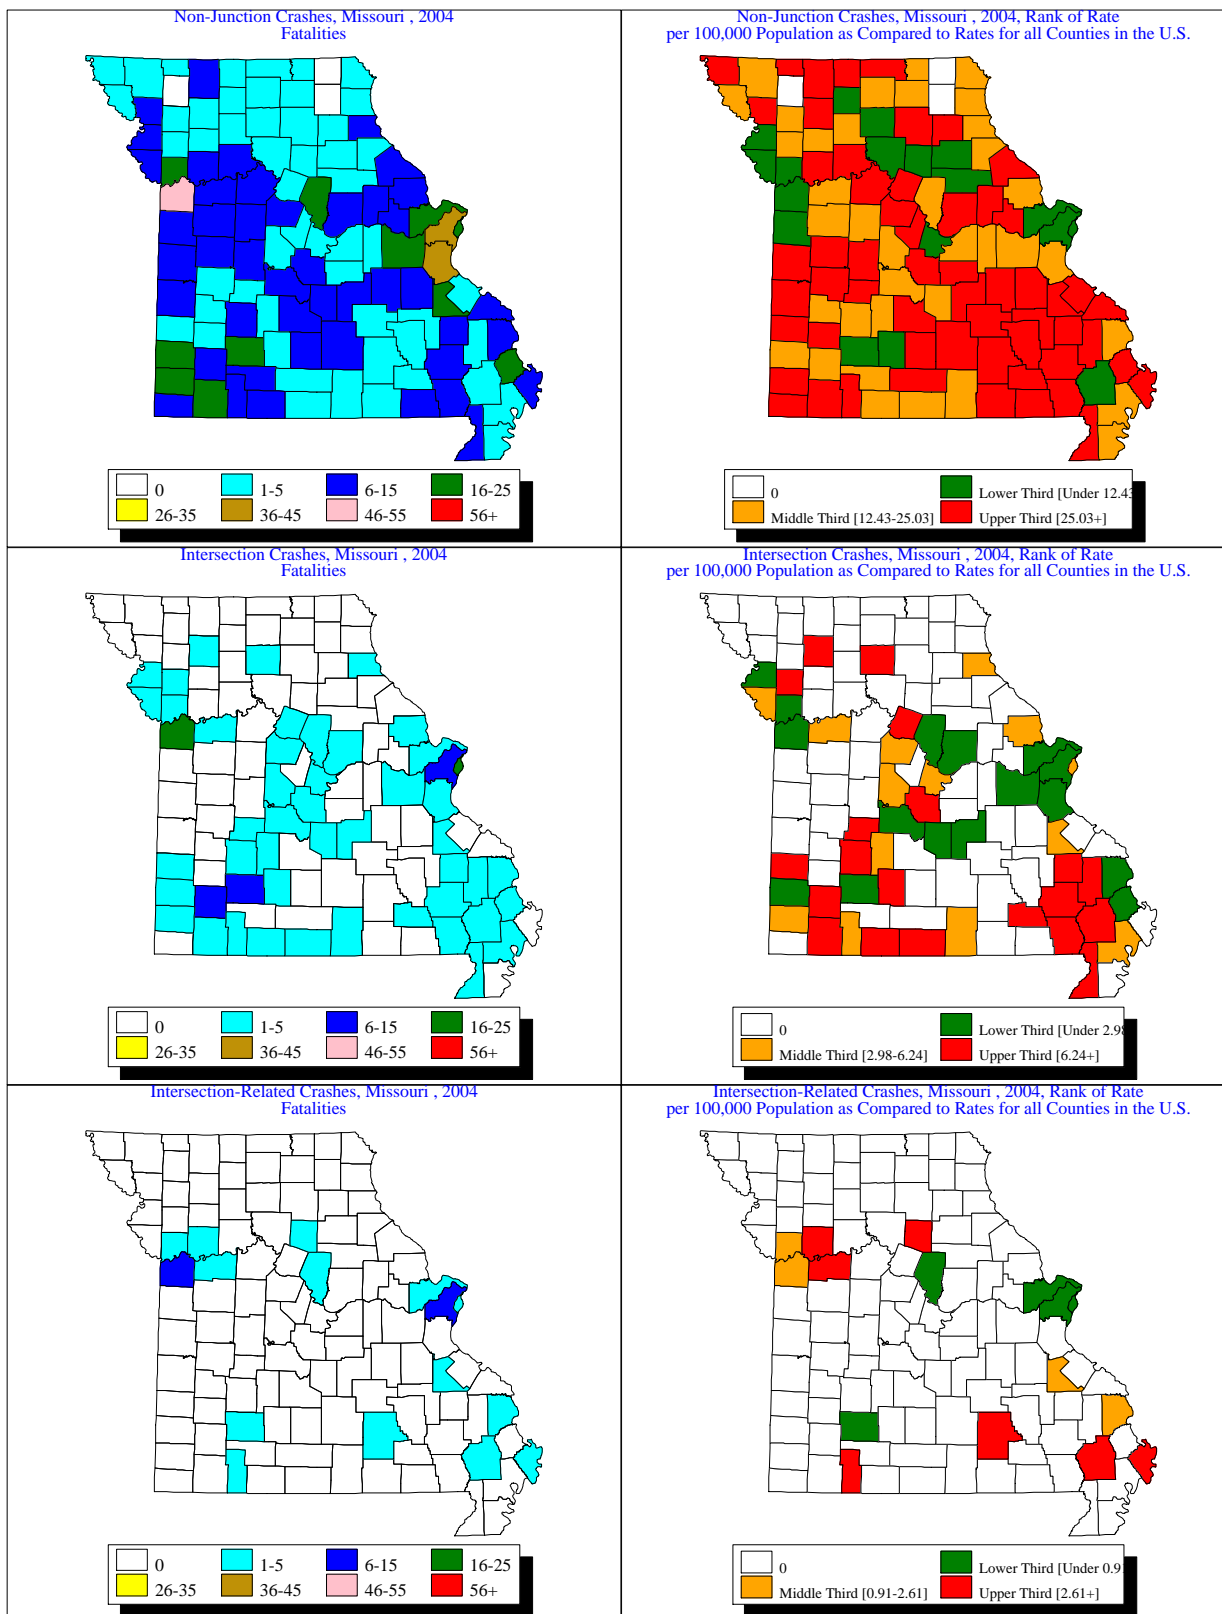 Non-Junction Crashes, Missouri , 2004
Fatalities
0
1-5
6-15
16-25
26-35
36-45
46-55
56+
Non-Junction Crashes, Missouri , 2004, Rank of Rate
per 100,000 Population as Compared to Rates for all Counties in the U.S.
0
Lower Third [Under 12.43
Middle Third [12.43-25.03]
Upper Third [25.03+]
Intersection Crashes, Missouri , 2004
Fatalities
0
1-5
6-15
16-25
26-35
36-45
46-55
56+
Intersection Crashes, Missouri , 2004, Rank of Rate
per 100,000 Population as Compared to Rates for all Counties in the U.S.
0
Lower Third [Under 2.98
Middle Third [2.98-6.24]
Upper Third [6.24+]
Intersection-Related Crashes, Missouri , 2004
Fatalities
0
1-5
6-15
16-25
26-35
36-45
46-55
56+
Intersection-Related Crashes, Missouri , 2004, Rank of Rate
per 100,000 Population as Compared to Rates for all Counties in the U.S.
0
Lower Third [Under 0.91
Middle Third [0.91-2.61]
Upper Third [2.61+]